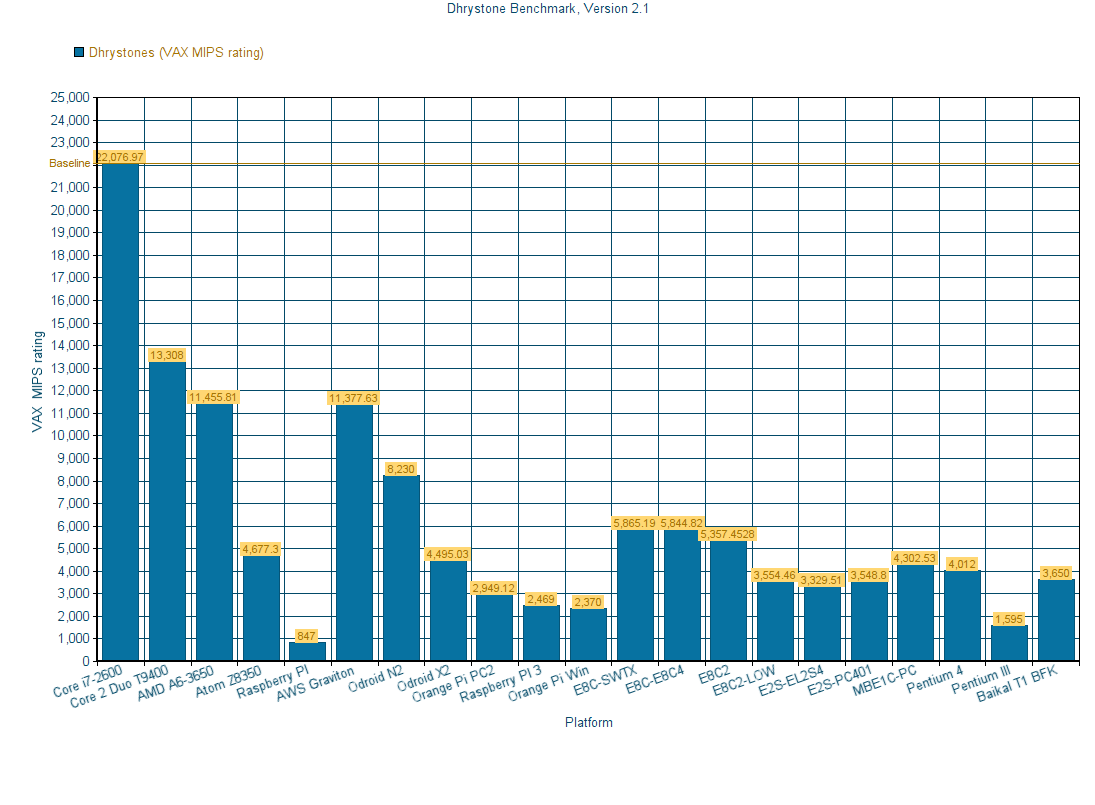 Dhrystone Benchmark, Version 2.1
Dhrystones (VAX MIPS rating)
25,000
24,000
23,000
Baseline
21,000
20,000
19,000
18,000
17,000
16,000
15,000
14,000
13,000
12,000
11,000
10,000
9,000
8,000
7,000
6,000
5,000
4,000
3,000
2,000
1,000
0
VAX MIPS rating
22,076.97
13,308
11,455.81
4,677.3
847
11,377.63
8,230
4,495.03
2,949.12
2,469
2,370
5,865.19
5,844.82
5,357.4528
3,554.46
3,329.51
3,548.8
4,302.53
4,012
1,595
3,650
Core i7-2600
Core 2 Duo T9400
AMD A6-3650
Atom Z8350
Raspberry PI
AWS Graviton
Odroid N2
Odroid X2
Orange Pi PC2
Raspberry PI 3
Orange Pi Win
E8C-SWTX
E8C-E8C4
E8C2
E8C2-LOW
E2S-EL2S4
E2S-PC401
MBE1C-PC
Pentium 4
Pentium III
Baikal T1 BFK
Platform